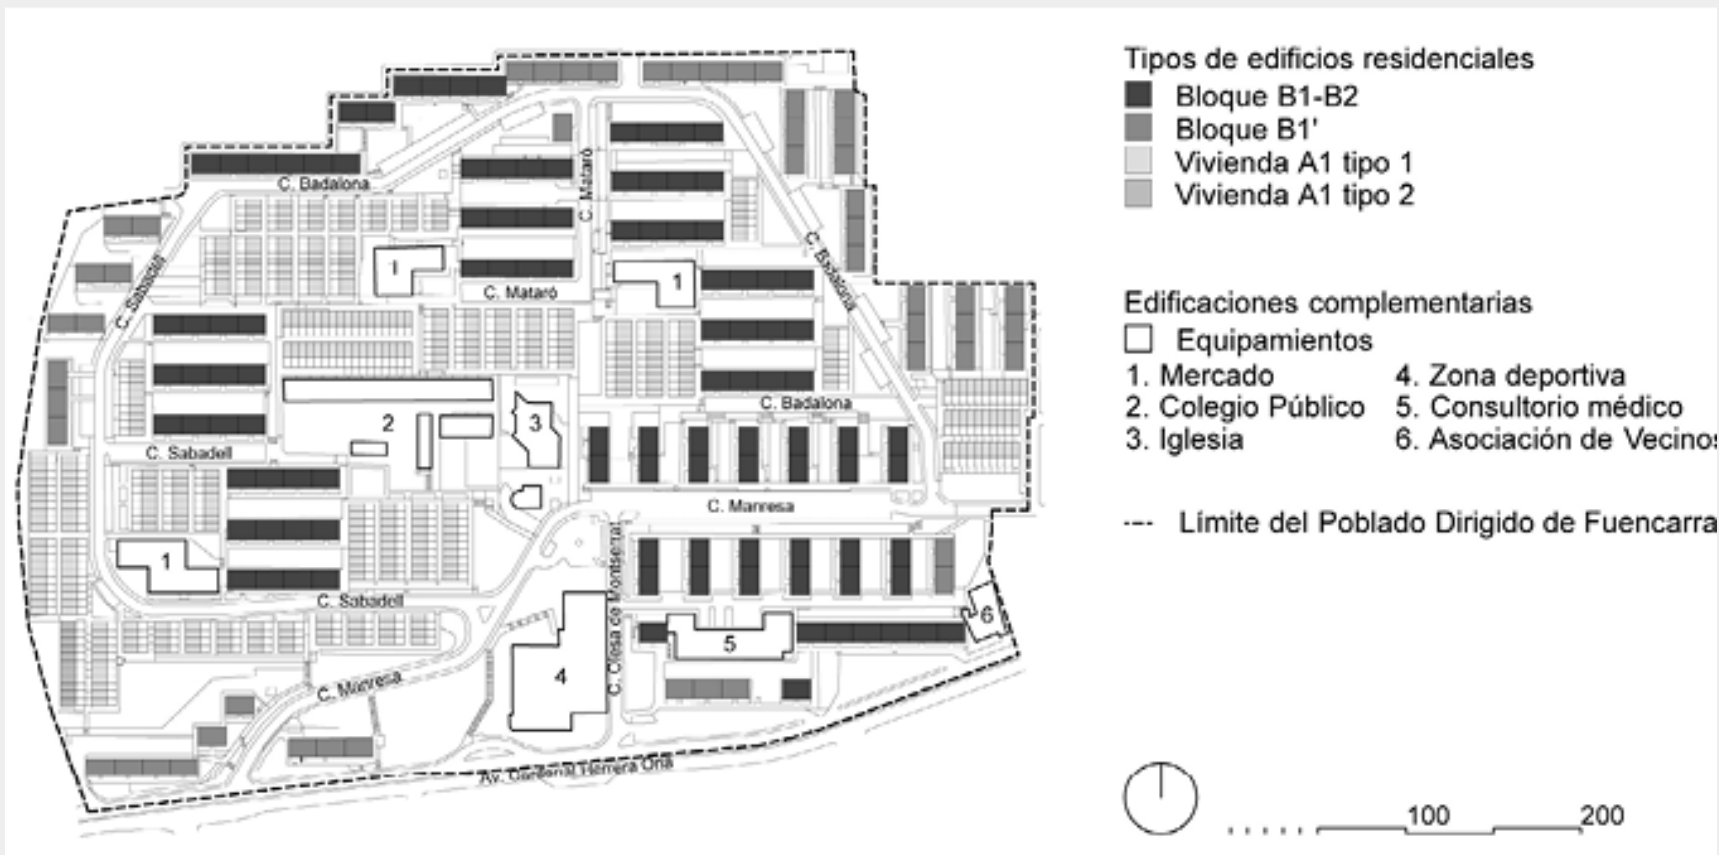 C. Badalona
C. Mataró
C. Sabadell
C. Badalona
1
C. Mataró
1
C. Badalona
2
3
C. Sabadell
C. Manresa
1
C. Olesa de Montserrat
C. Sabadell
6
5
4
C. Manresa
Av. Cardenal Herrera Oria
Tipos de edificios residenciales
Bloque B1-B2
Bloque B1'
Vivienda A1 tipo 1
Vivienda A1 tipo 2
Edificaciones complementarias
Equipamientos
1. Mercado
2. Colegio Público
3. Iglesia
4. Zona deportiva
5. Consultorio médico
6. Asociación de Vecinos
Límite del Poblado Dirigido de Fuencarra
100
200